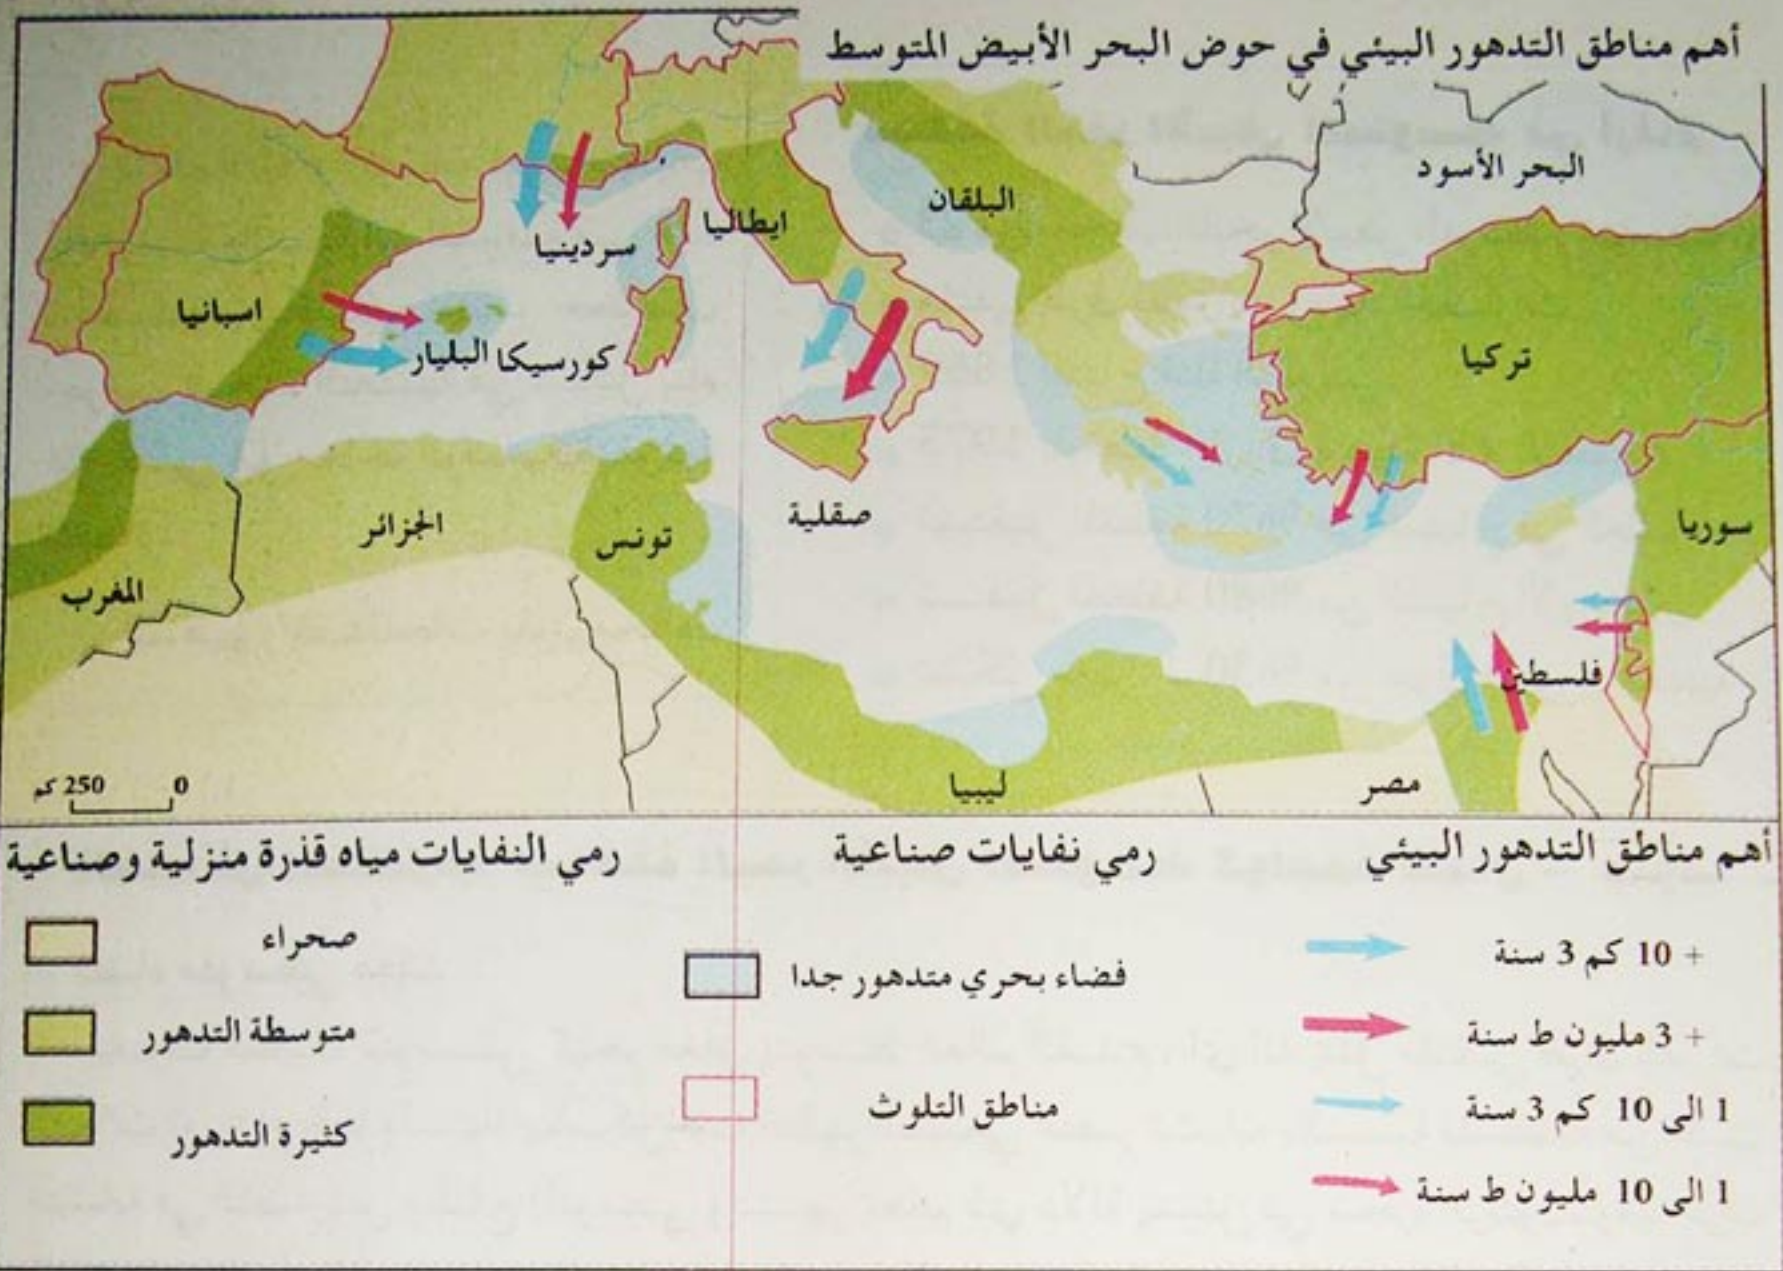 أهم مناطق التدهور البيئي في حوض البحر الأبيض المتوسط
البحر الأسود
البلقان
ايطاليا
سردينيا
اسبانيا
البليار
كورسيكا
تركيا
صقلية
سوريا
الجزائر
تونس
المغرب
فلسطين
ليبيا
مصر
0 250 كم
أهم مناطق التدهور البيئي
+ 10 كم 3 سنة
+ 3 مليون ط سنة
1 الى 10 كم 3 سنة
1 الى 10 مليون ط سنة
رمي نفايات صناعية
فضاء بحري متدهور جدا
مناطق التلوث
رمي النفايات مياه قذرة منزلية وصناعية
صحراء
متوسطة التدهور
كثيرة التدهور